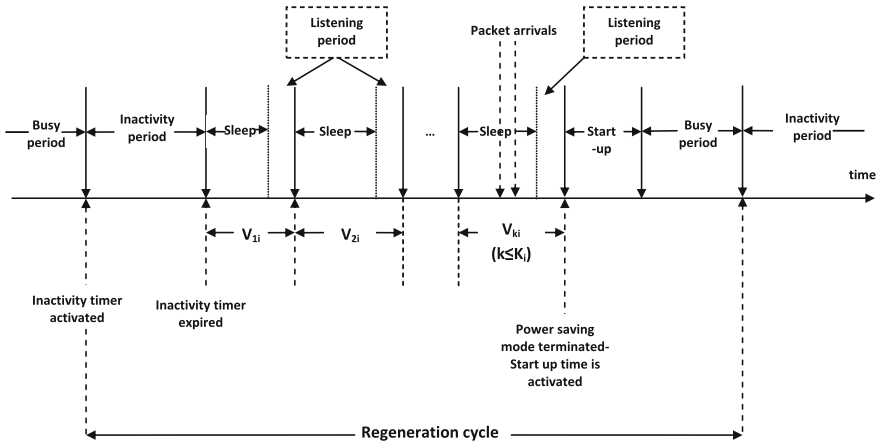 Listening
period
Packet arrivals
Listening
period
Busy
period
Inactivity
period
Sleep
Sleep
...
Sleep
Start
-up
Busy
period
Inactivity
period
time
V1i
V2i
Vki
(k≤Ki)
Inactivity timer
activated
Inactivity timer
expired
Power saving
mode terminated-
Start up time is
activated
Regeneration cycle